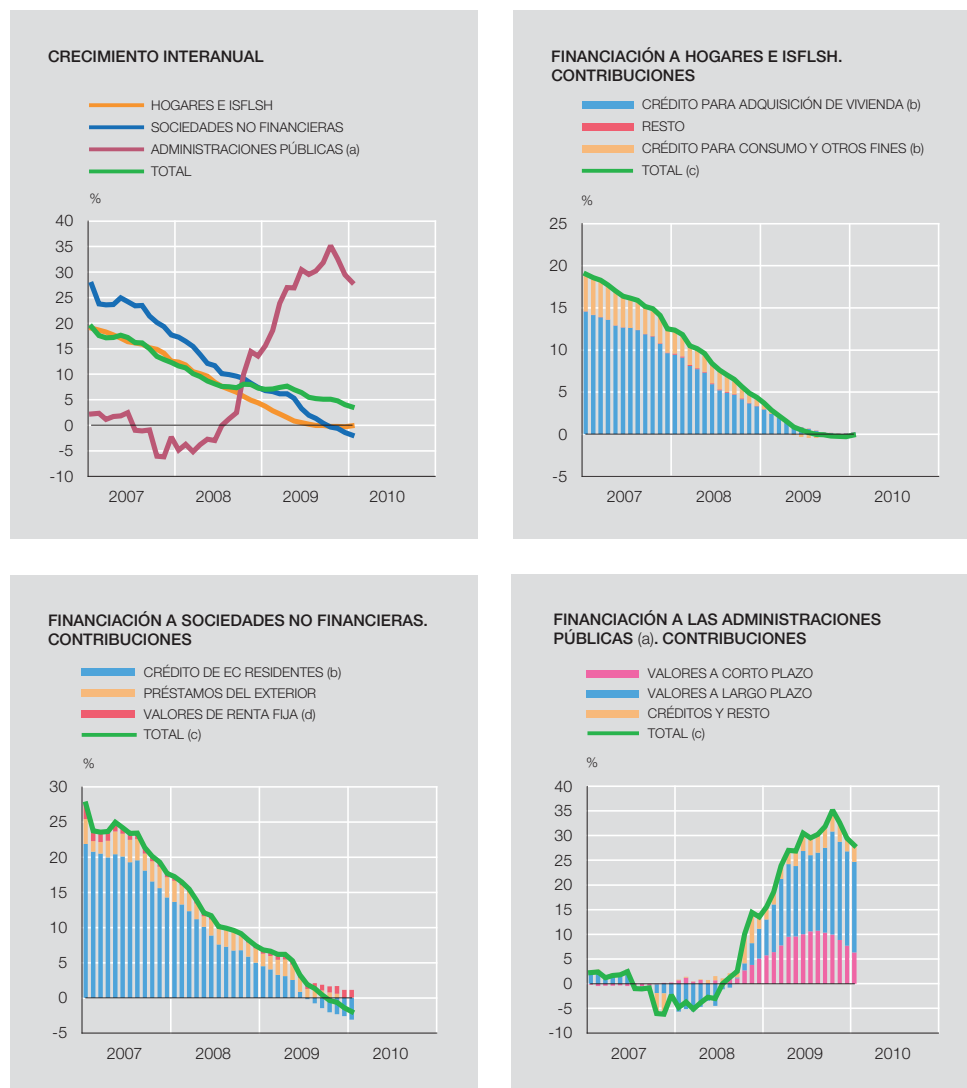 CRECIMIENTO INTERANUAL
HOGARES E ISFLSH
SOCIEDADES NO FINANCIERAS
ADMINISTRACIONES PÚBLICAS (a)
TOTAL
%
40
35
30
25
20
15
10
5
0
-5
-10
2007 2008 2009 2010
FINANCIACIÓN A HOGARES E ISFLSH.
CONTRIBUCIONES
CRÉDITO PARA ADQUISICIÓN DE VIVIENDA (b)
RESTO
CRÉDITO PARA CONSUMO Y OTROS FINES (b)
TOTAL (c)
%
25
20
15
10
5
0
-5
2007 2008 2009 2010
FINANCIACIÓN A SOCIEDADES NO FINANCIERAS.
CONTRIBUCIONES
CRÉDITO DE EC RESIDENTES (b)
PRÉSTAMOS DEL EXTERIOR
VALORES DE RENTA FIJA (d)
TOTAL (c)
%
30
25
20
15
10
5
0
-5
2007 2008 2009 2010
FINANCIACIÓN A LAS ADMINISTRACIONES
PÚBLICAS (a). CONTRIBUCIONES
VALORES A CORTO PLAZO
VALORES A LARGO PLAZO
CRÉDITOS Y RESTO
TOTAL (c)
%
40
35
30
25
20
15
10
5
0
-5
-10
2007 2008 2009 2010